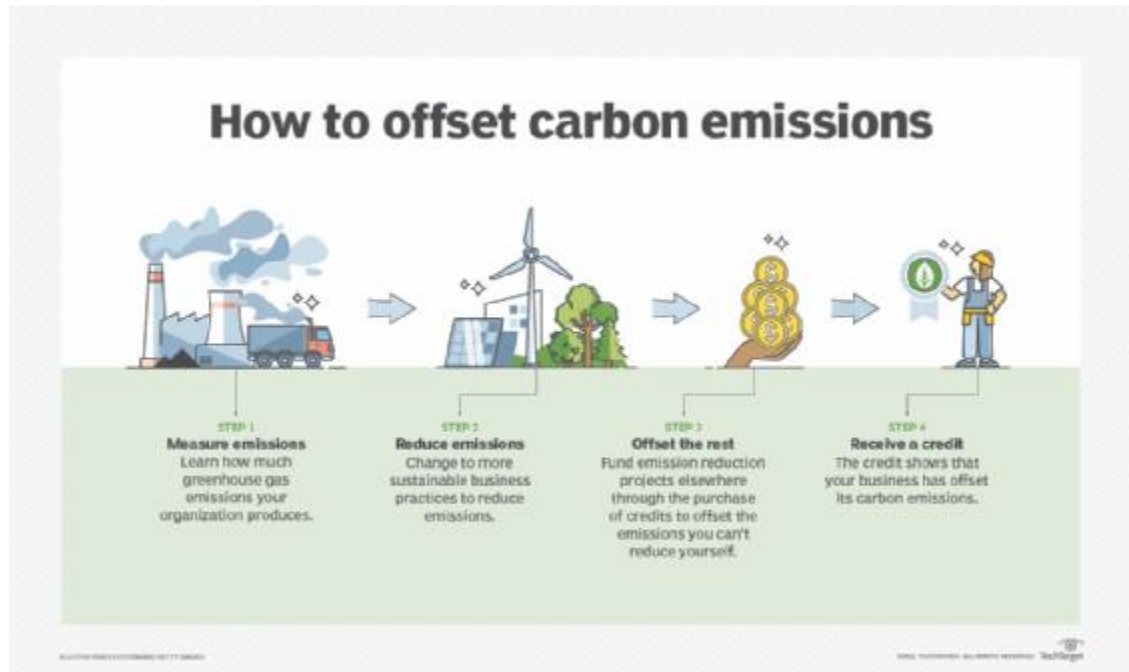 How to offset carbon emissions
STEP 1
Measure emissions
Learn how much
greenhouse gas
emissions your
organization produces.
STEP 2
Reduce emissions
Change to more
sustainable business
practices to reduce
emissions.
STEP 3
Offset the rest
Fund emission reduction
projects elsewhere
through the purchase
of credits to offset the
emissions you can't
reduce yourself.
STEP 4
Receive a credit
The credit shows that
your business has offset
its carbon emissions.
TechTarget